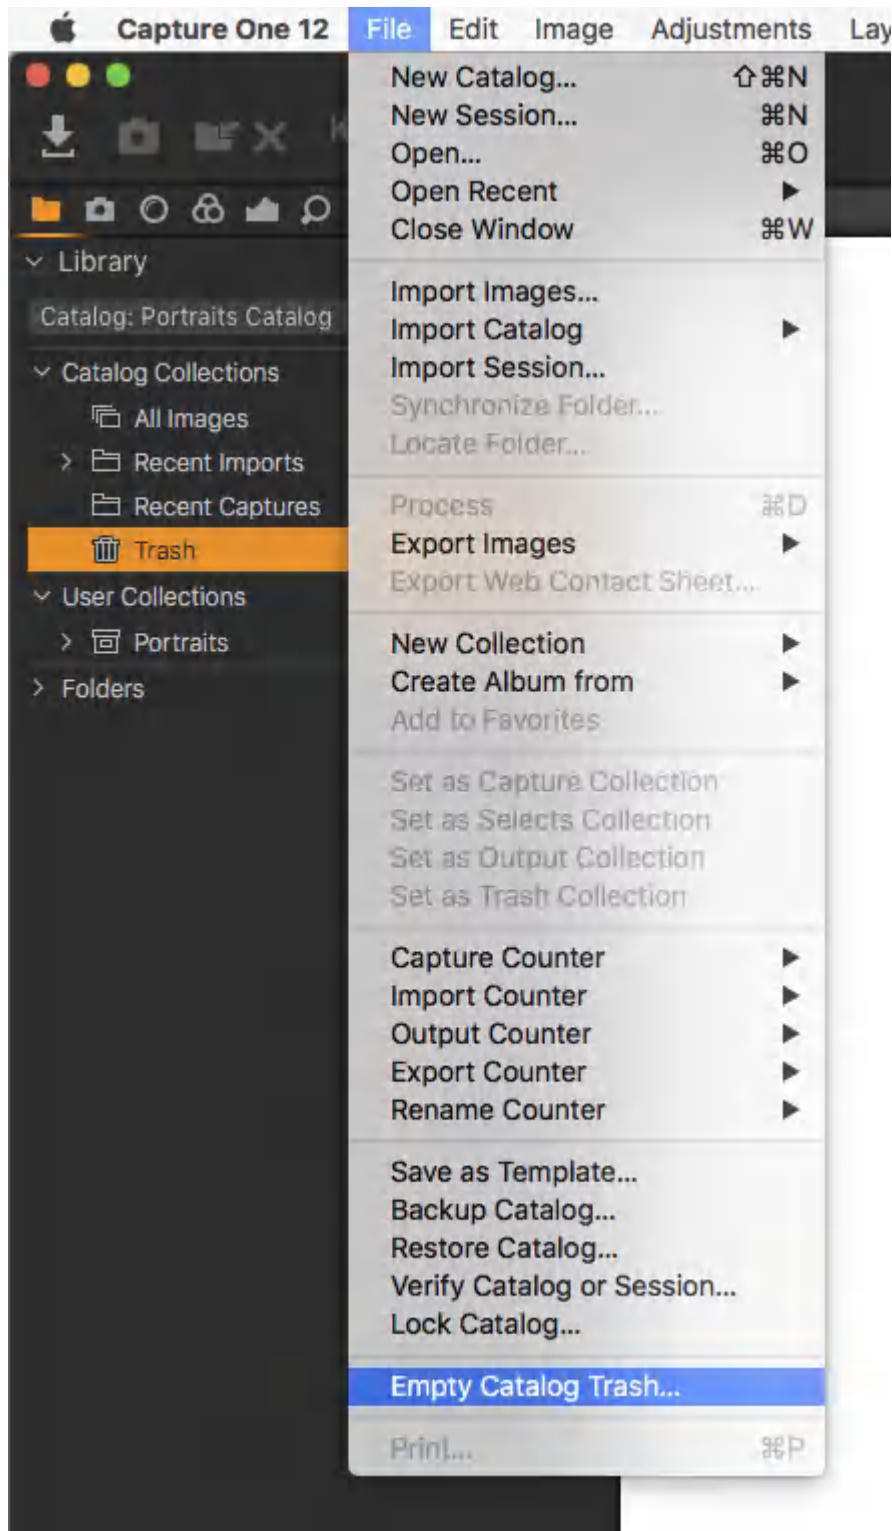 Capture One 12 File Edit Image Adjustments Lay
New Catalog... ⇧⌘N
New Session... ⌘N
Open... ⌘O
Open Recent
Close Window ⌘W
Import Images...
Import Catalog
Import Session...
Synchronize Folder...
Locate Folder...
Process ⌘D
Export Images
Export Web Contact Sheet...
New Collection
Create Album from
Add to Favorites
Set as Capture Collection
Set as Selects Collection
Set as Output Collection
Set as Trash Collection
Capture Counter
Import Counter
Output Counter
Export Counter
Rename Counter
Save as Template...
Backup Catalog...
Restore Catalog...
Verify Catalog or Session...
Lock Catalog...
Empty Catalog Trash...
Print... ⌘P
Library
Catalog: Portraits Catalog
Catalog Collections
All Images
Recent Imports
Recent Captures
Trash
User Collections
Portraits
Folders